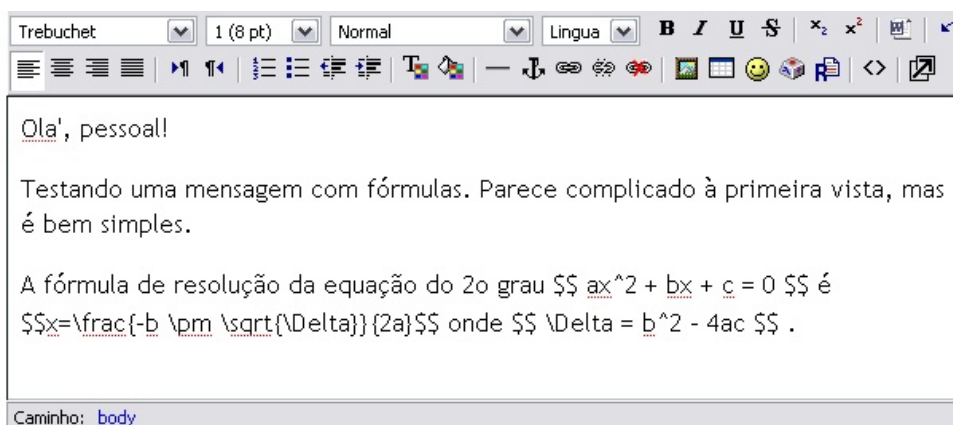 Trebuchet 1 (8 pt) Normal Lingua B I U S x₂ x²
Ola', pessoal!
Testando uma mensagem com fórmulas. Parece complicado à primeira vista, mas
é bem simples.
A fórmula de resolução da equação do 2o grau $$ ax^2 + bx + c = 0 $$ é
$$x=\frac{-b \pm \sqrt{\Delta}}{2a}$$ onde $$ \Delta = b^2 - 4ac $$ .
Caminho: body